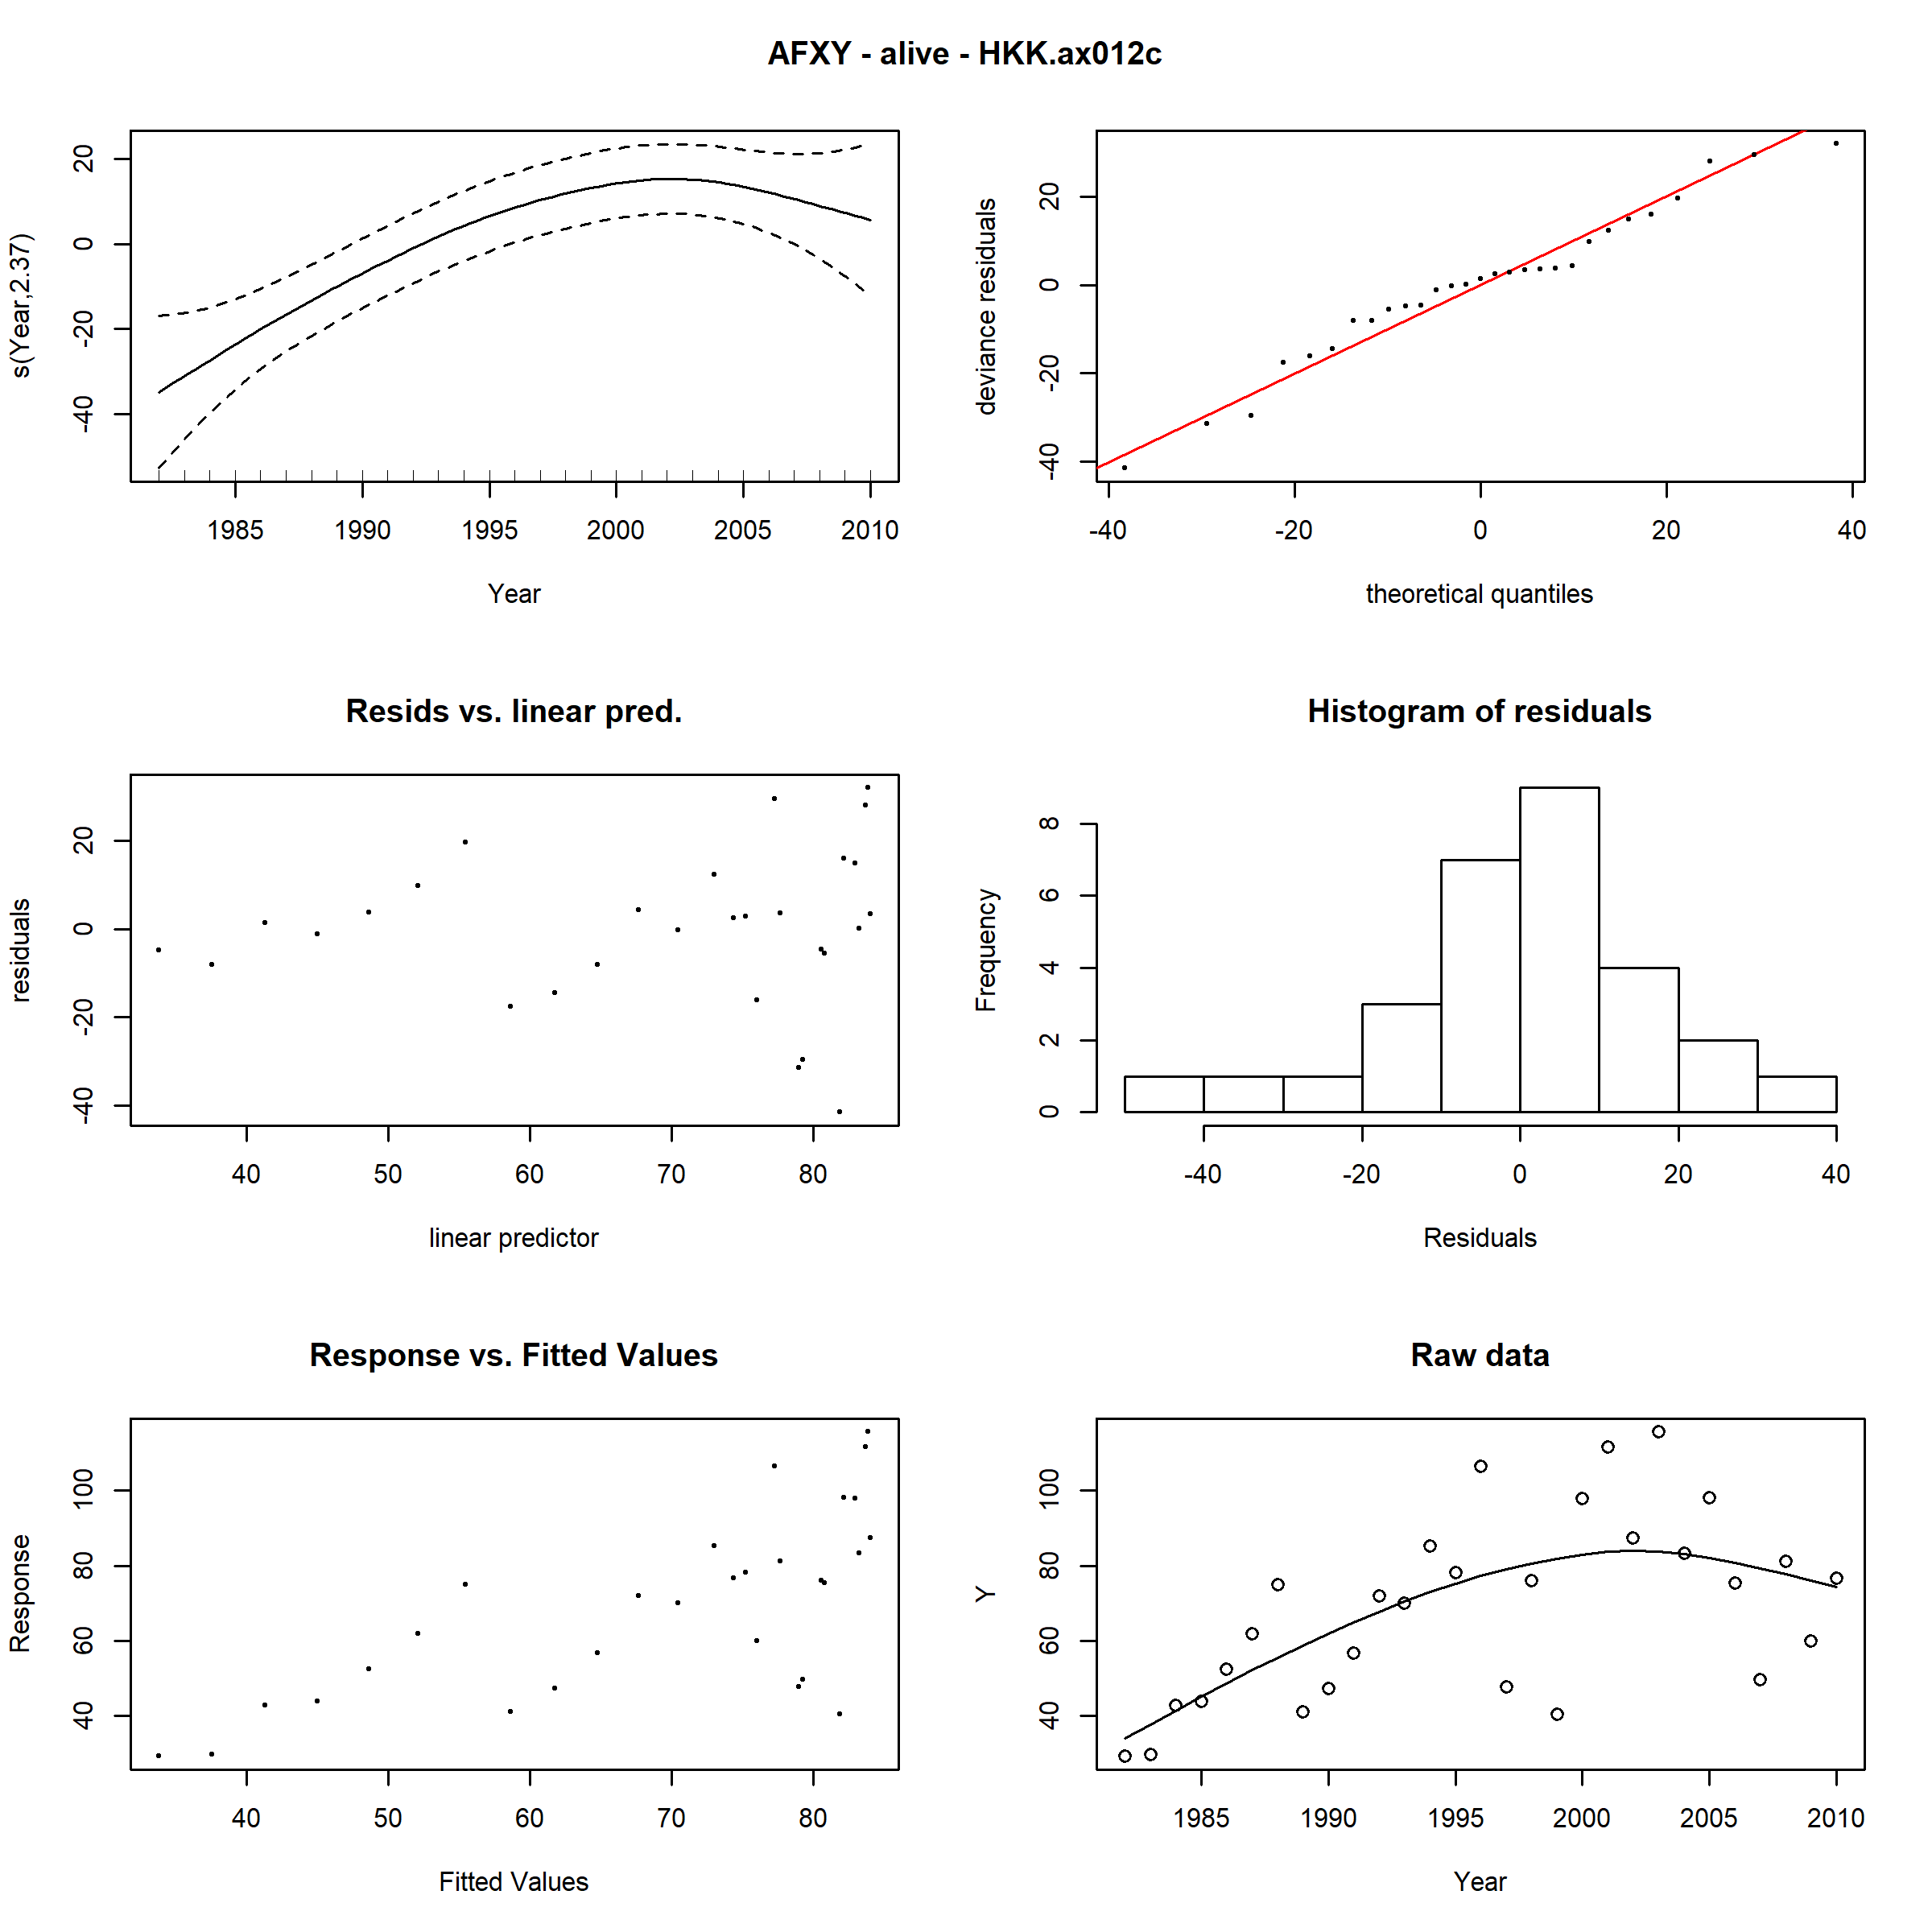 AFXY - alive - HKK.ax012c
s(Year,2.37)
20
0
-20
-40
1985 1990 1995 2000 2005 2010
Year
deviance residuals
20
0
-20
-40
-40 -20 0 20 40
theoretical quantiles
Resids vs. linear pred.
residuals
20
0
-20
-40
40 50 60 70 80
linear predictor
Histogram of residuals
Frequency
8
6
4
2
0
-40 -20 0 20 40
Residuals
Response vs. Fitted Values
Response
100
80
60
40
40 50 60 70 80
Fitted Values
Raw data
Y
100
80
60
40
1985 1990 1995 2000 2005 2010
Year